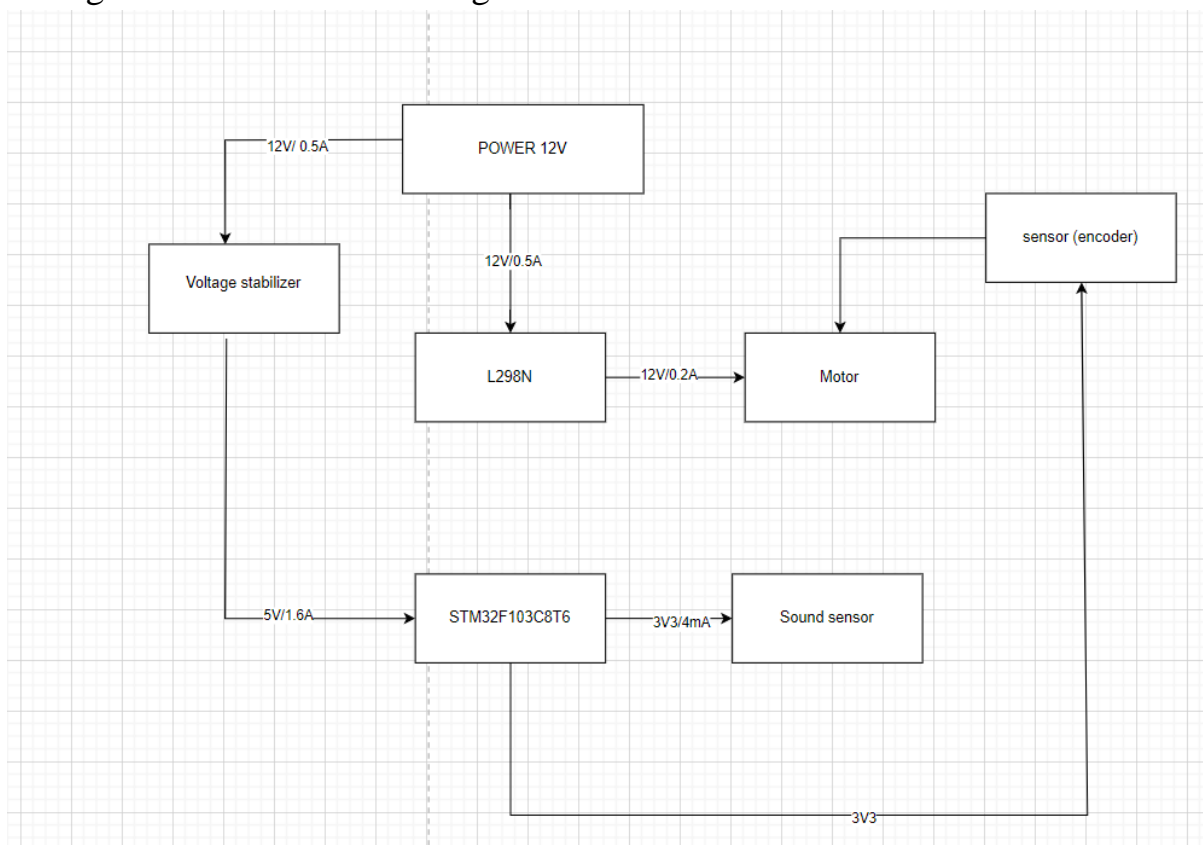 POWER 12V
12V/ 0.5A
sensor (encoder)
12V/0.5A
Voltage stabilizer
L298N
12V/0.2A
Motor
5V/1.6A
STM32F103C8T6
3V3/4mA
Sound sensor
3V3